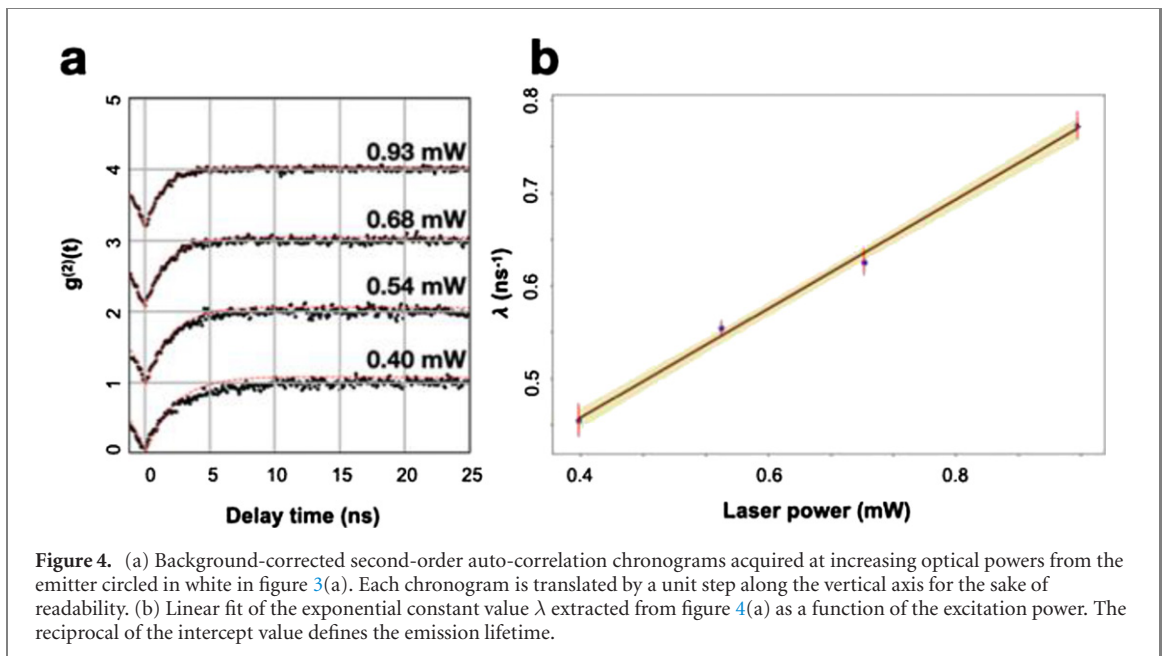 a
b
5
4
3
2
1
0
g(2)(t)
0.93 mW
0.68 mW
0.54 mW
0.40 mW
0 5 10 15 20 25
Delay time (ns)
0.8
0.7
0.6
0.5
λ (ns-1)
0.4 0.6 0.8
Laser power (mW)
Figure 4. (a) Background-corrected second-order auto-correlation chronograms acquired at increasing optical powers from the
emitter circled in white in figure 3(a). Each chronogram is translated by a unit step along the vertical axis for the sake of
readability. (b) Linear fit of the exponential constant value λ extracted from figure 4(a) as a function of the excitation power. The
reciprocal of the intercept value defines the emission lifetime.